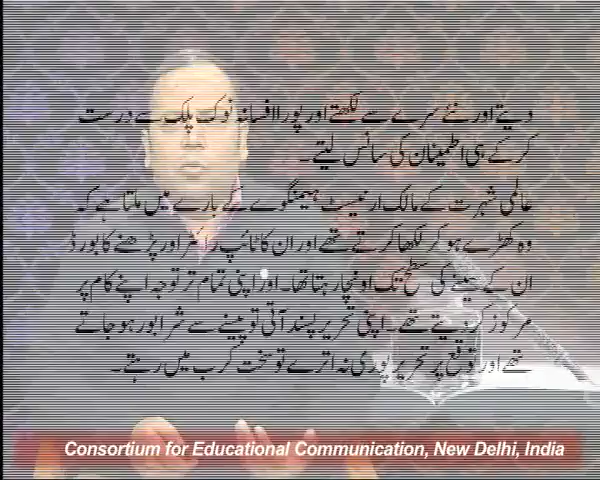 دیتے اور نئے سرے سے لکھتے اور پورا افسانہ نوک پلک سے درست
کر کے ہی اطمینان کی سانس لیتے۔
عالمی شہرت کے مالک ارنیسٹ ہیمنگوے کے بارے میں ملتا ہے کہ
وہ کھڑے ہو کر لکھا کرتے تھے اور ان کا ٹائپ رائٹر اور پڑھنے کا بورڈ
ان کے سینے کی سطح تک اونچا رہتا تھا۔ اور اپنی تمام تر توجہ اپنے کام پر
مرکوز کر دیتے تھے۔ اپنی تحریر پسند آتی تو پسینے سے شرابور ہو جاتے
تھے اور توقع پر تحریر پوری نہ اترے تو سخت کرب میں رہتے۔
Consortium for Educational Communication, New Delhi, India